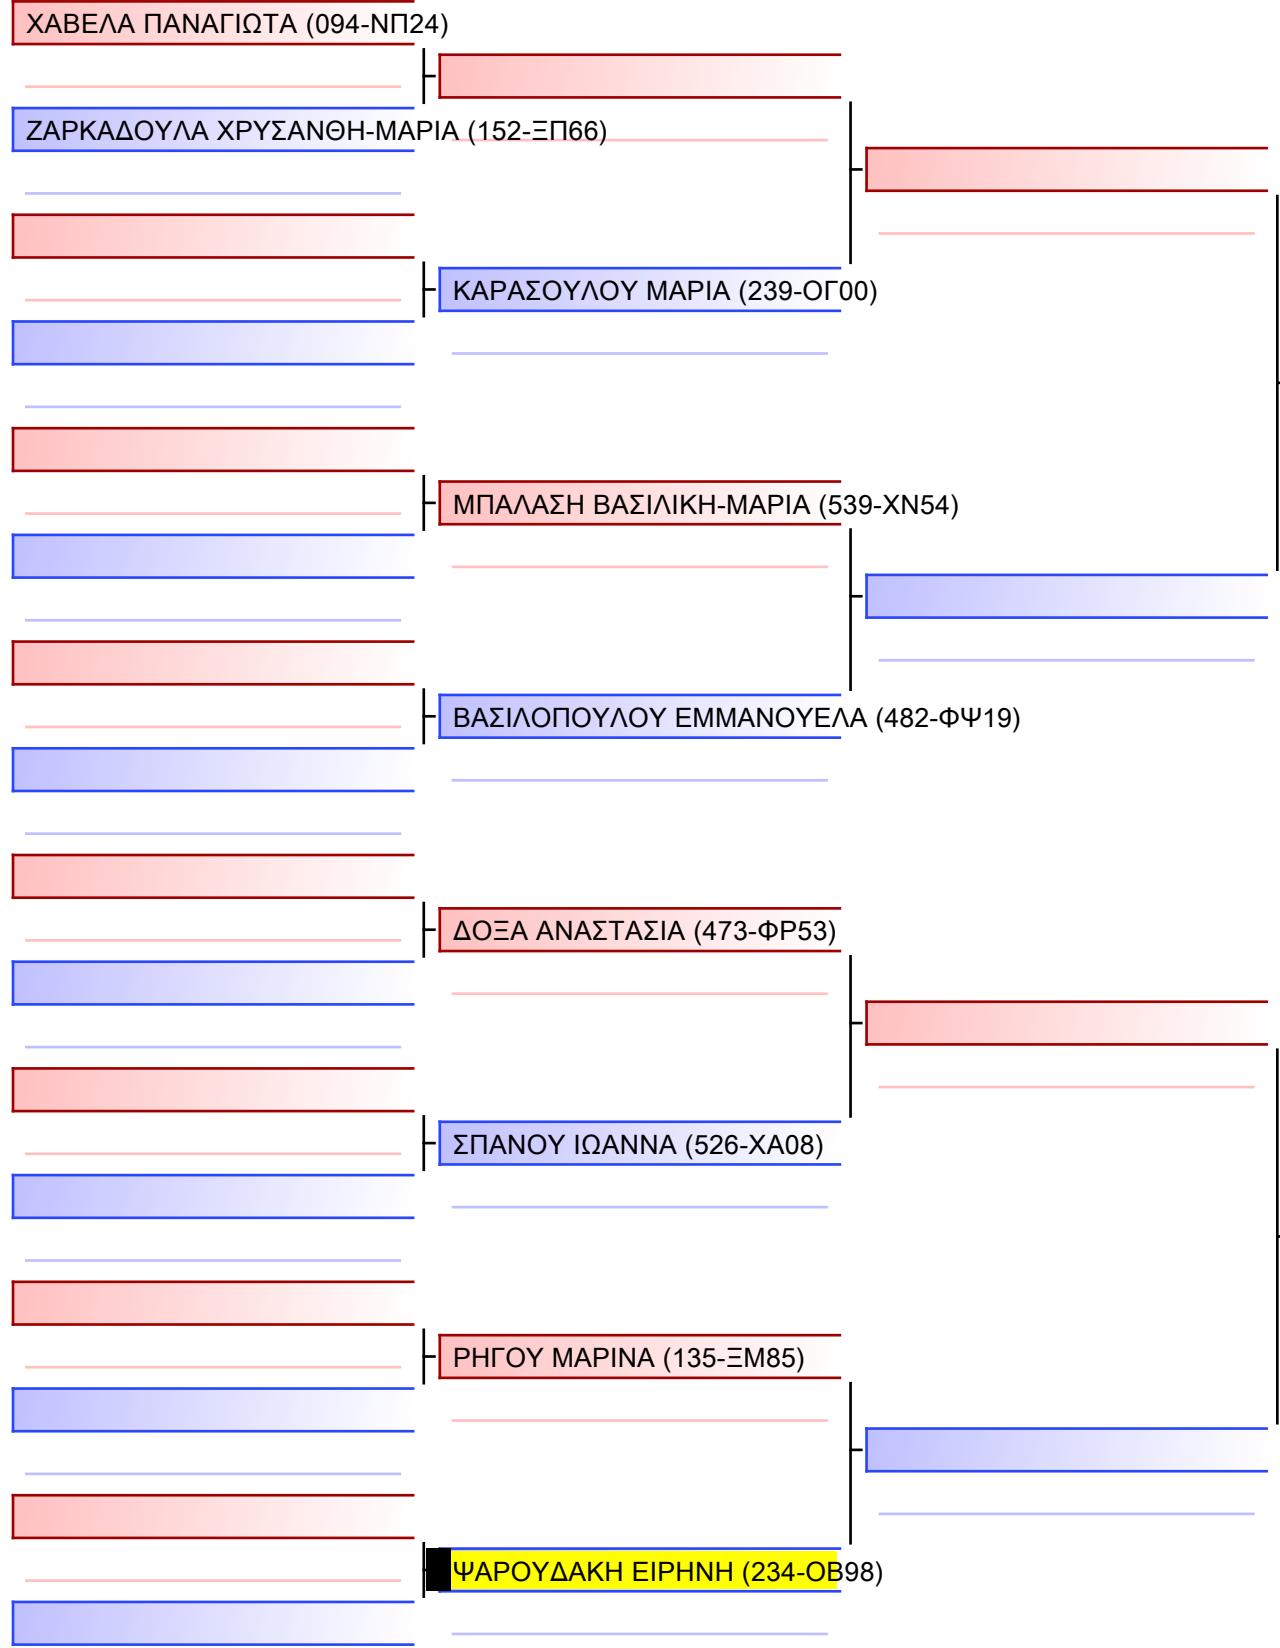 ΧΑΒΕΛΑ ΠΑΝΑΓΙΩΤΑ (094-ΝΠ24)
ΖΑΡΚΑΔΟΥΛΑ ΧΡΥΣΑΝΘΗ-ΜΑΡΙΑ (152-ΞΠ66)
ΚΑΡΑΣΟΥΛΟΥ ΜΑΡΙΑ (239-ΟΓ00)
ΜΠΑΛΑΣΗ ΒΑΣΙΛΙΚΗ-ΜΑΡΙΑ (539-ΧΝ54)
ΒΑΣΙΛΟΠΟΥΛΟΥ ΕΜΜΑΝΟΥΕΛΑ (482-ΦΨ19)
ΔΟΞΑ ΑΝΑΣΤΑΣΙΑ (473-ΦΡ53)
ΣΠΑΝΟΥ ΙΩΑΝΝΑ (526-ΧΑ08)
ΡΗΓΟΥ ΜΑΡΙΝΑ (135-ΞΜ85)
ΨΑΡΟΥΔΑΚΗ ΕΙΡΗΝΗ (234-ΟΒ98)